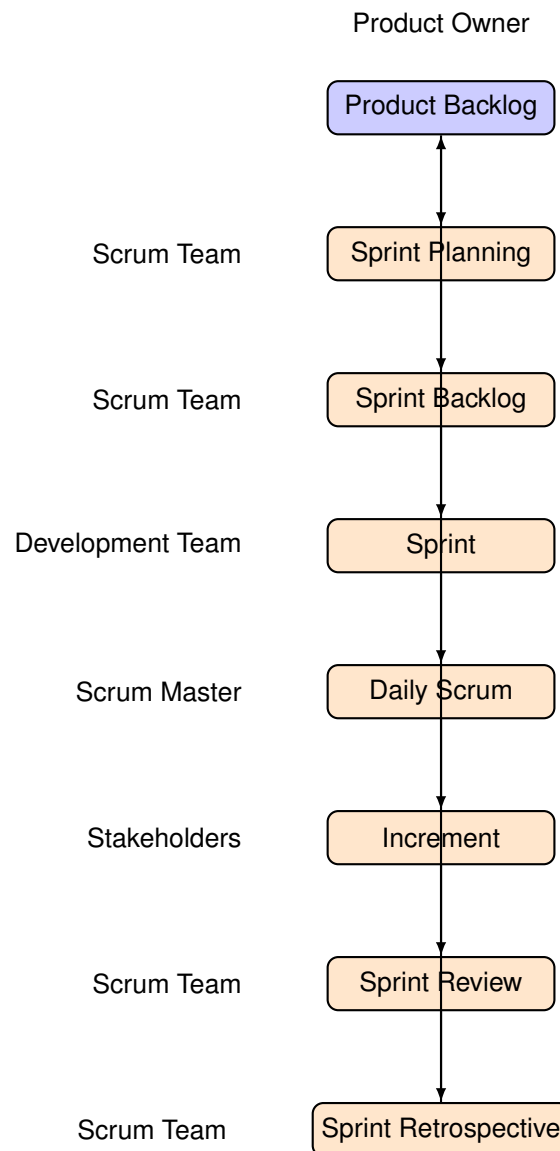 Product Owner
Product Backlog
Scrum Team
Sprint Planning
Scrum Team
Sprint Backlog
Development Team
Sprint
Scrum Master
Daily Scrum
Stakeholders
Increment
Scrum Team
Sprint Review
Scrum Team
Sprint Retrospective